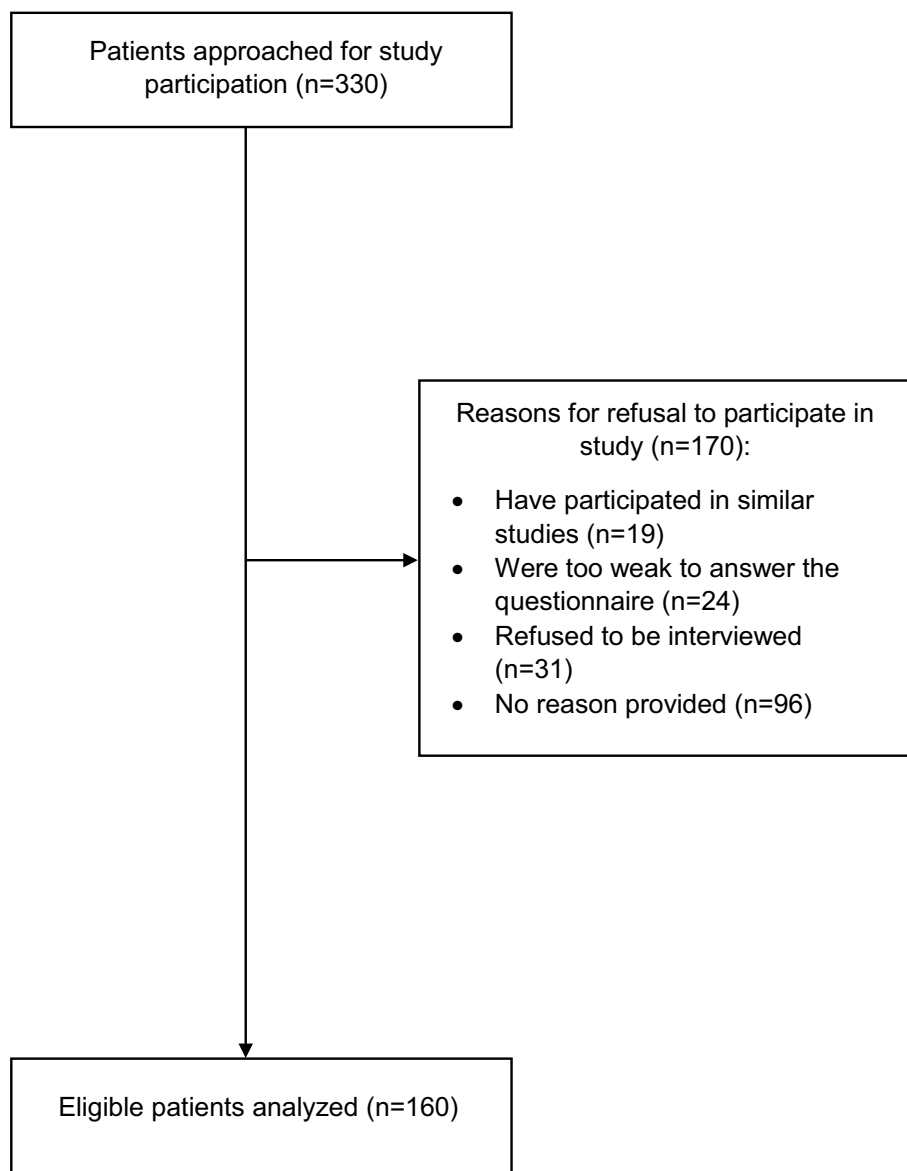 Patients approached for study
participation (n=330)
Reasons for refusal to participate in
study (n=170):
• Have participated in similar
studies (n=19)
• Were too weak to answer the
questionnaire (n=24)
• Refused to be interviewed
(n=31)
• No reason provided (n=96)
Eligible patients analyzed (n=160)